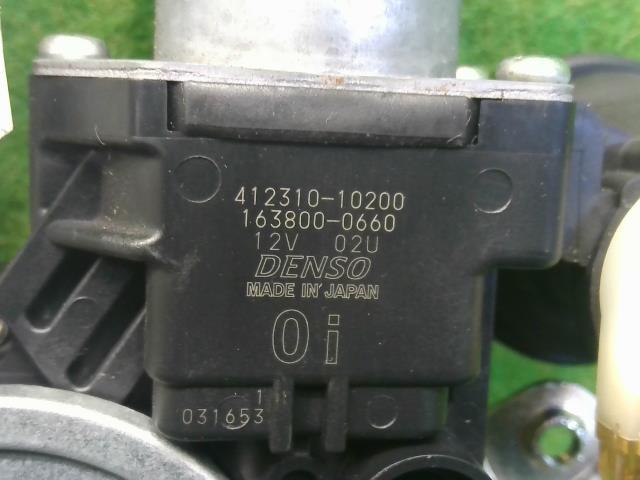 412310-10200
163800-0660
12V 02U
DENSO
MADE IN JAPAN
0i
1
031653